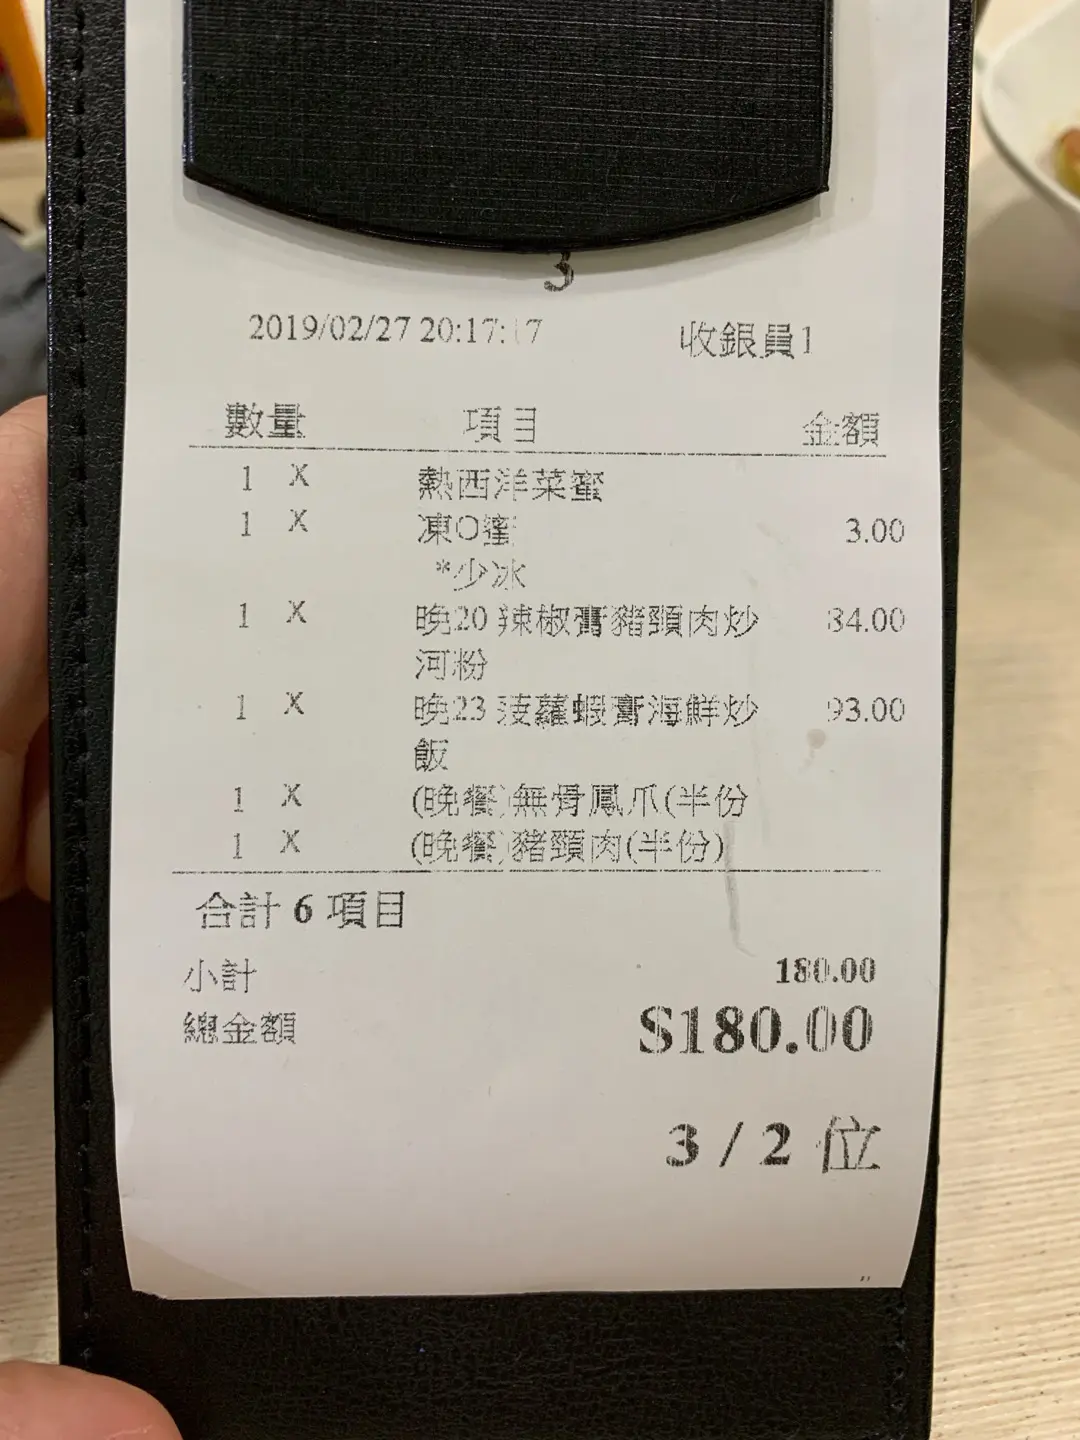 3
2019/02/27 20:17:17 收銀員1
數量 項目 金額
1 X 熱西洋菜蜜
1 X 凍O蜜 3.00
*少冰
1 X 晚20 辣椒膏豬頸肉炒 84.00
河粉
1 X 晚23 菠蘿蝦膏海鮮炒 93.00
飯
1 X (晚餐)無骨鳳爪(半份
1 X (晚餐)豬頸肉(半份)
合計 6 項目
小計 180.00
總金額 $180.00
3 / 2 位